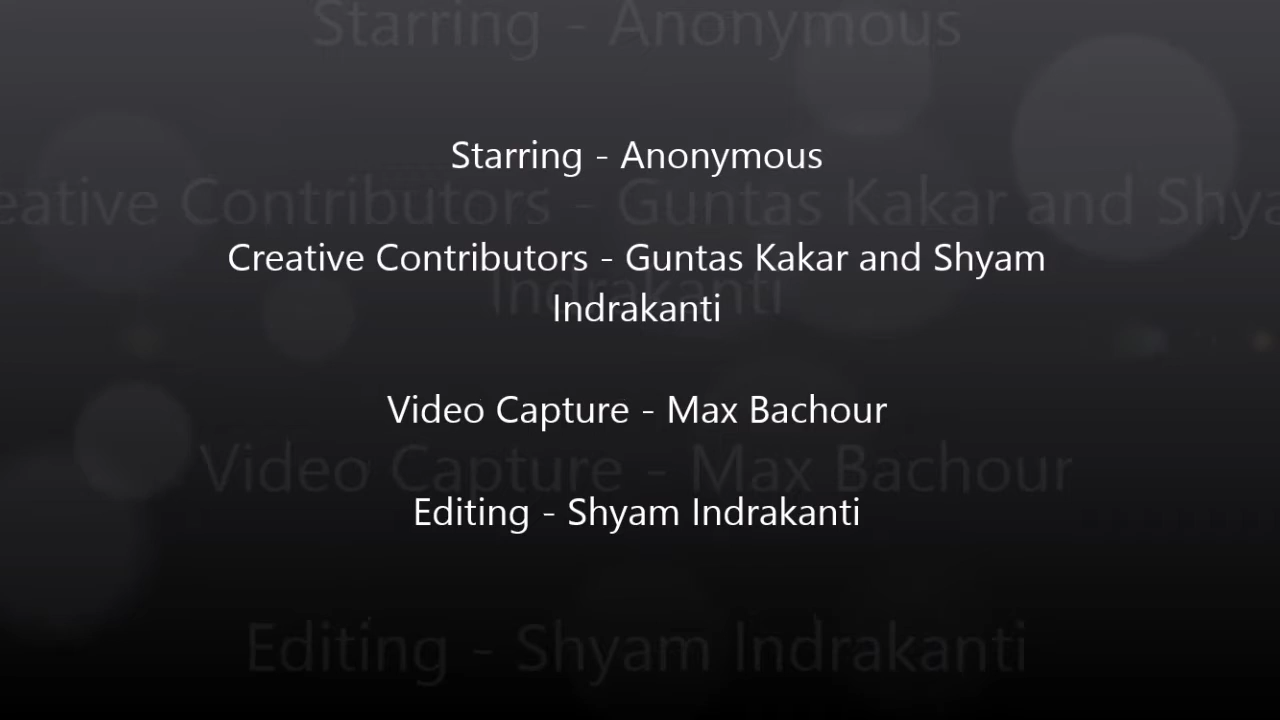 Starring - Anonymous
Creative Contributors - Guntas Kakar and Shyam
Indrakanti
Video Capture - Max Bachour
Editing - Shyam Indrakanti